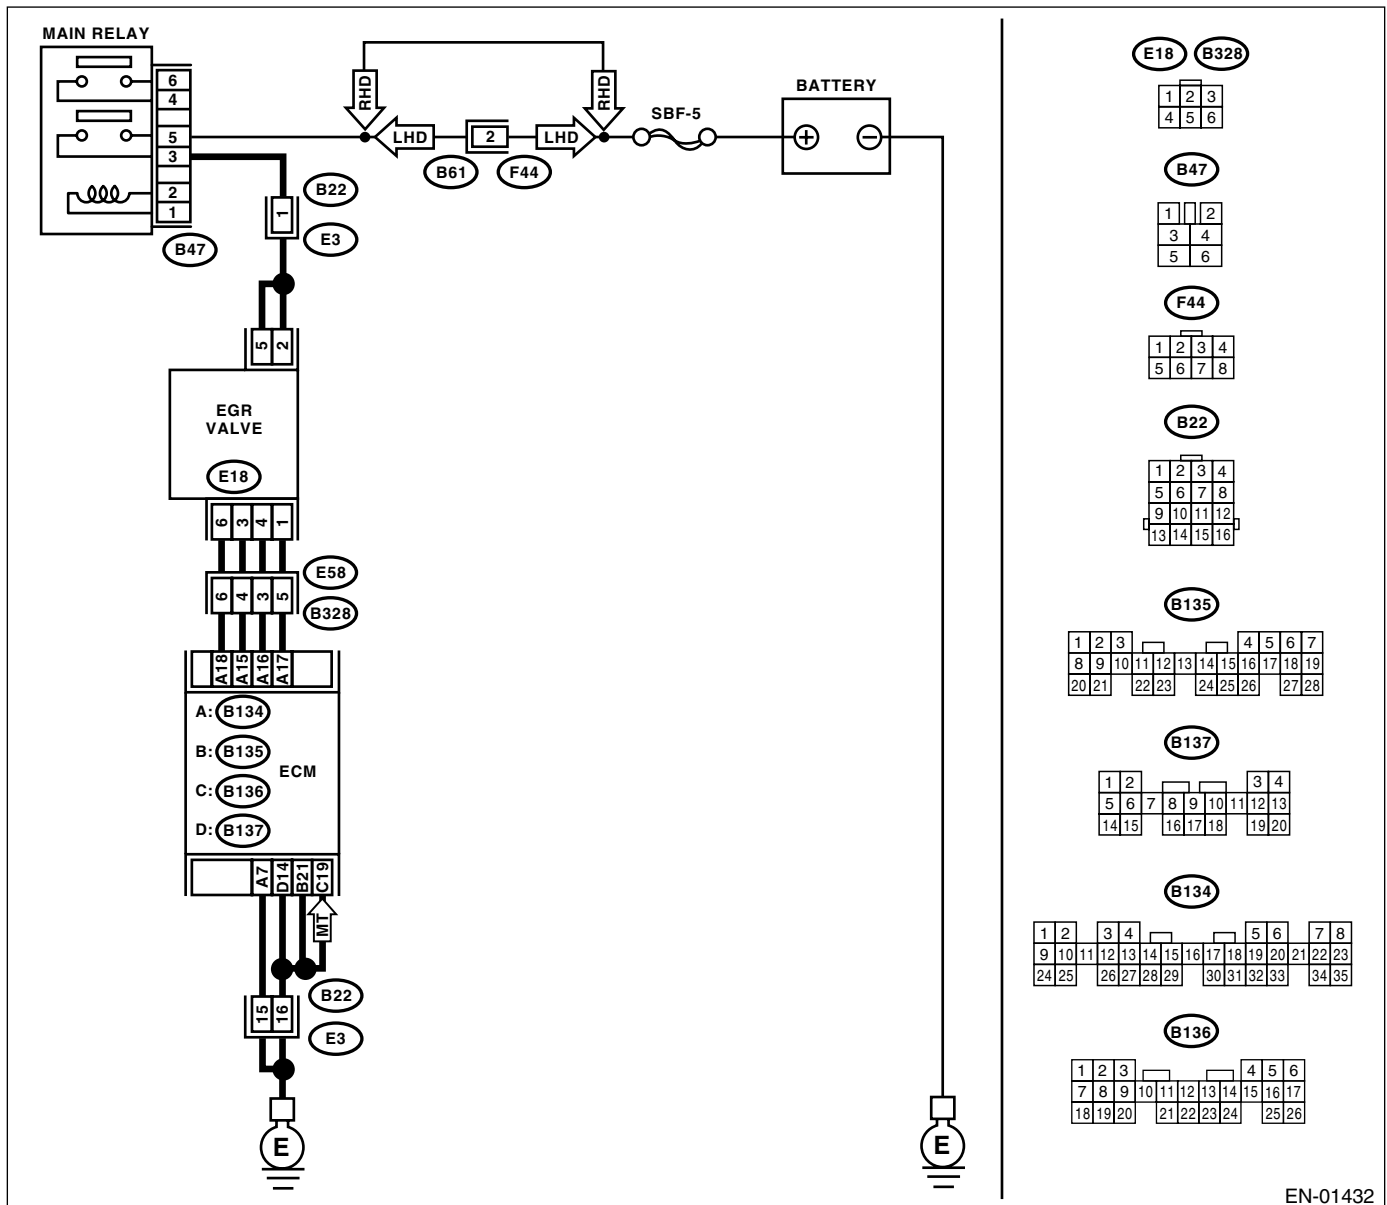 MAIN RELAY
6
4
5
3
2
1
B47
RHD
RHD
LHD
2
LHD
B61
F44
SBF-5
BATTERY
+
−
B22
1
E3
5 2
EGR
VALVE
E18
6 3 4 1
E58
6 4 3 5
B328
A18 A15 A16 A17
A: B134
B: B135
C: B136
D: B137
ECM
A7 D14 B21 C19
MT
B22
15 16
E3
E
E
E18 B328
1 2 3
4 5 6
B47
1 2
3 4
5 6
F44
1 2 3 4
5 6 7 8
B22
1 2 3 4
5 6 7 8
9 10 11 12
13 14 15 16
B135
1 2 3 4 5 6 7
8 9 10 11 12 13 14 15 16 17 18 19
20 21 22 23 24 25 26 27 28
B137
1 2 3 4
5 6 7 8 9 10 11 12 13
14 15 16 17 18 19 20
B134
1 2 3 4 5 6 7 8
9 10 11 12 13 14 15 16 17 18 19 20 21 22 23
24 25 26 27 28 29 30 31 32 33 34 35
B136
1 2 3 4 5 6
7 8 9 10 11 12 13 14 15 16 17
18 19 20 21 22 23 24 25 26
EN-01432